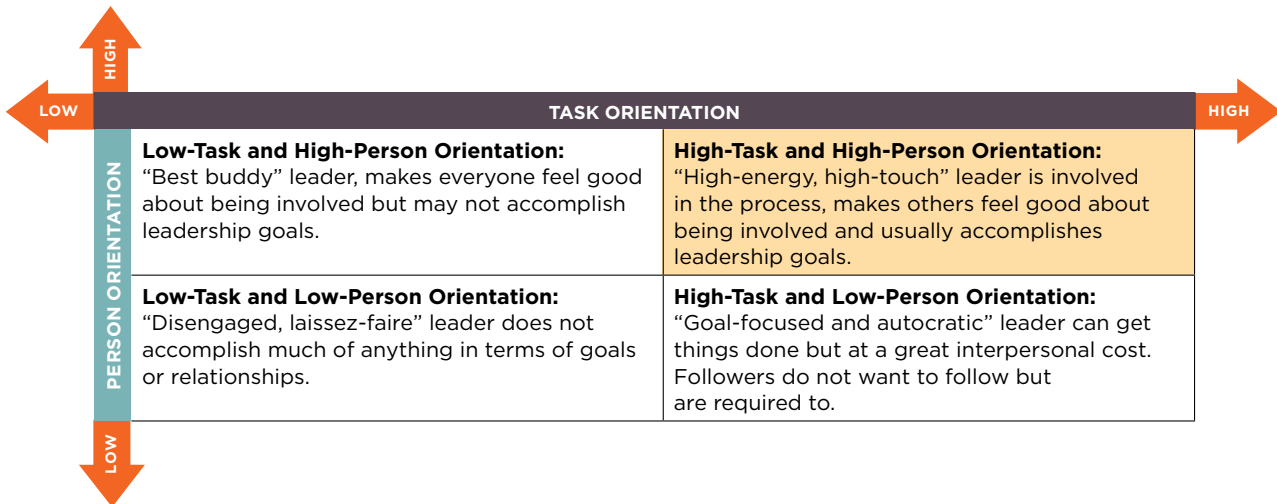 HIGH
LOW
TASK ORIENTATION
HIGH
PERSON ORIENTATION
Low-Task and High-Person Orientation:
“Best buddy” leader, makes everyone feel good
about being involved but may not accomplish
leadership goals.
High-Task and High-Person Orientation:
“High-energy, high-touch” leader is involved
in the process, makes others feel good about
being involved and usually accomplishes
leadership goals.
Low-Task and Low-Person Orientation:
“Disengaged, laissez-faire” leader does not
accomplish much of anything in terms of goals
or relationships.
High-Task and Low-Person Orientation:
“Goal-focused and autocratic” leader can get
things done but at a great interpersonal cost.
Followers do not want to follow but
are required to.
LOW